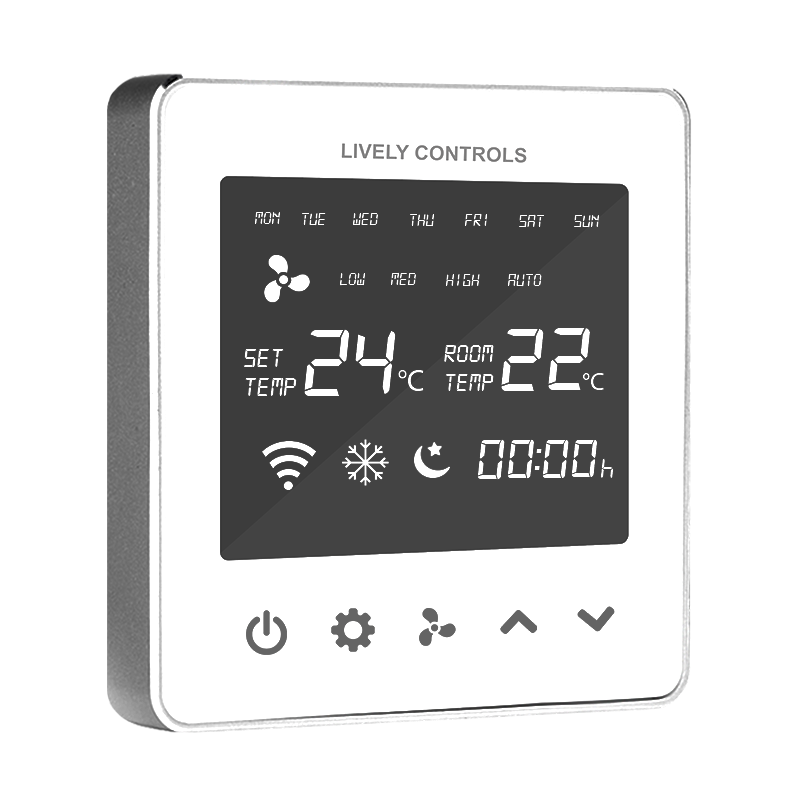 LIVELY CONTROLS
MON TUE WED THU FRI SAT SUN
LOW MED HIGH AUTO
SET TEMP 24°C ROOM TEMP 22°C
00:00h